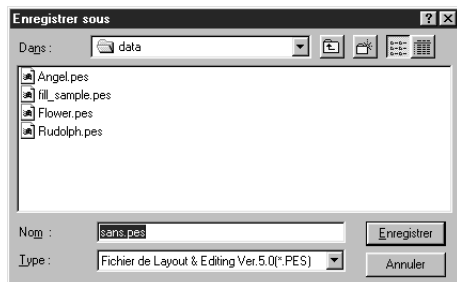 Enregistrer sous
Dans :
data
Angel.pes
fill_sample.pes
Flower.pes
Rudolph.pes
Nom :
sans.pes
Enregistrer
Type :
Fichier de Layout & Editing Ver.5.0(*.PES)
Annuler